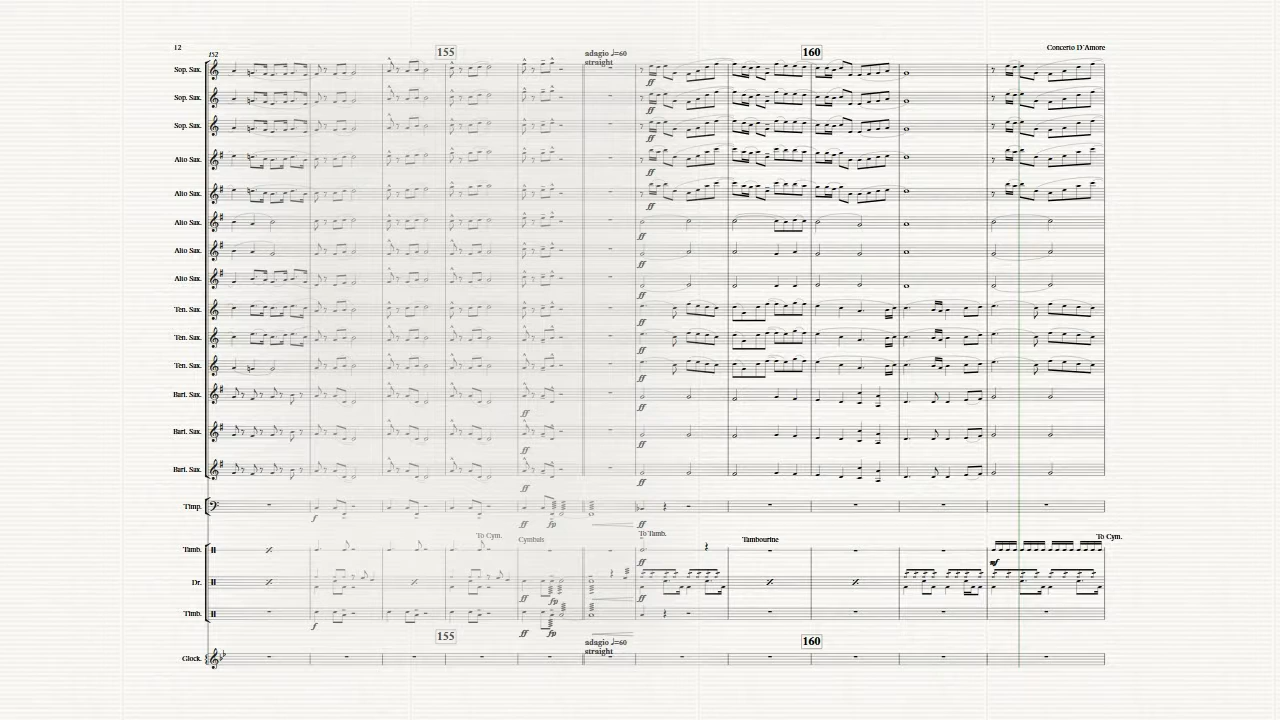 12
Concerto D'Amore
152
155
adagio ♩=60
straight
160
Sop. Sax.
Sop. Sax.
Sop. Sax.
Alto Sax.
Alto Sax.
Alto Sax.
Alto Sax.
Alto Sax.
Ten. Sax.
Ten. Sax.
Ten. Sax.
Bari. Sax.
Bari. Sax.
Bari. Sax.
Timp.
To Cym.
Cymbals
To Tamb.
Tambourine
To Cym.
Tamb.
Dr.
Timb.
155
adagio ♩=60
straight
160
Glock.